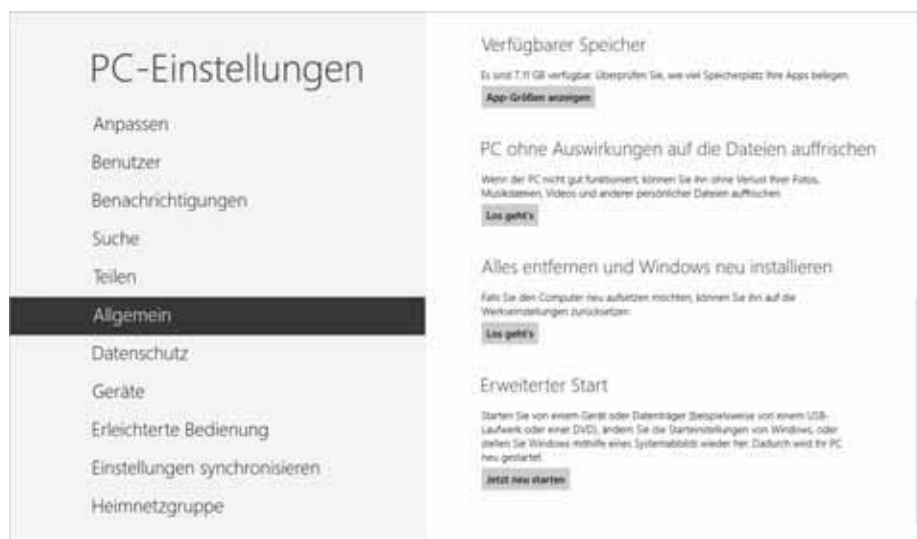 PC-Einstellungen
Anpassen
Benutzer
Benachrichtigungen
Suche
Teilen
Allgemein
Datenschutz
Geräte
Erleichterte Bedienung
Einstellungen synchronisieren
Heimnetzgruppe
Verfügbarer Speicher
Es sind 7.11 GB verfügbar. Überprüfen Sie, wie viel Speicherplatz Ihre Apps belegen.
App-Größen anzeigen
PC ohne Auswirkungen auf die Dateien auffrischen
Wenn der PC nicht gut funktioniert, können Sie ihn ohne Verlust Ihrer Fotos,
Musikdateien, Videos und anderer persönlicher Dateien auffrischen.
Los geht's
Alles entfernen und Windows neu installieren
Falls Sie den Computer neu aufsetzen möchten, können Sie ihn auf die
Werkseinstellungen zurücksetzen.
Los geht's
Erweiterter Start
Starten Sie von einem Gerät oder Datenträger (beispielsweise von einem USB-
Laufwerk oder einer DVD), ändern Sie die Starteinstellungen von Windows, oder
stellen Sie Windows mithilfe eines Systemabbilds wieder her. Dadurch wird Ihr PC
neu gestartet.
Jetzt neu starten